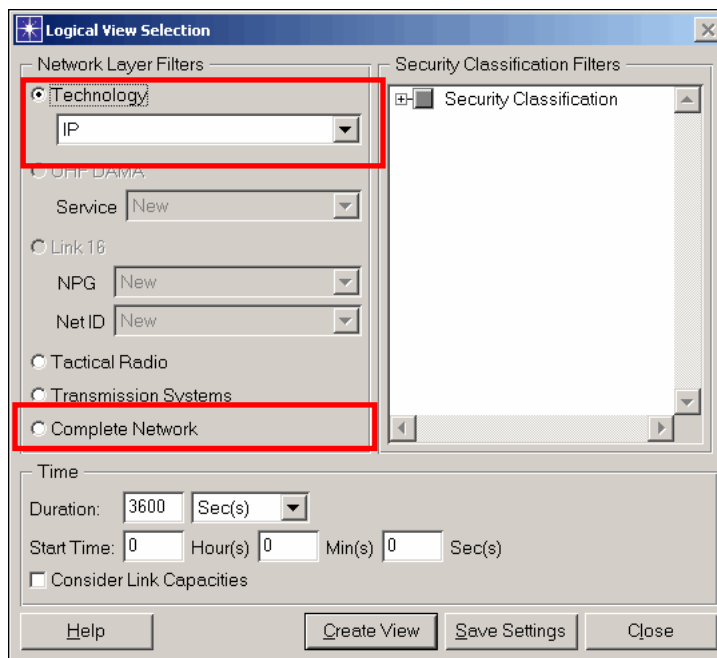 Logical View Selection
Network Layer Filters
Technology
IP
UHF DAMA
Service New
Link 16
NPG New
Net ID New
Tactical Radio
Transmission Systems
Complete Network
Security Classification Filters
Security Classification
Time
Duration: 3600 Sec(s)
Start Time: 0 Hour(s) 0 Min(s) 0 Sec(s)
Consider Link Capacities
Help Create View Save Settings Close